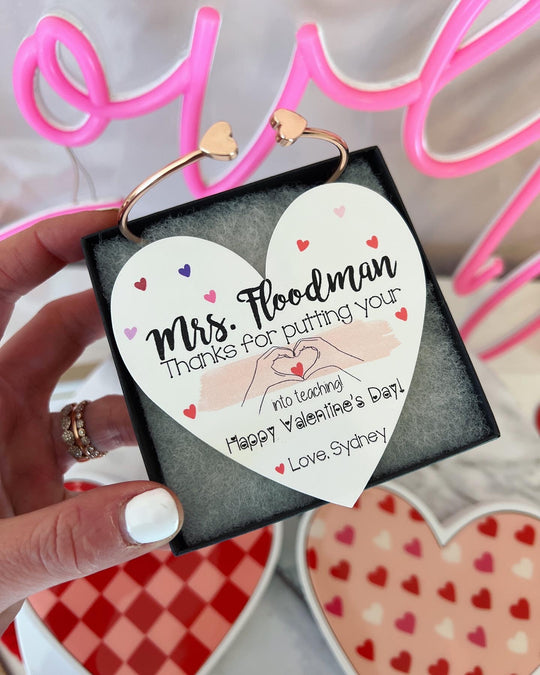 Mrs. Floodman
Thanks for putting your
into teaching!
Happy Valentine's Day!
Love, Sydney